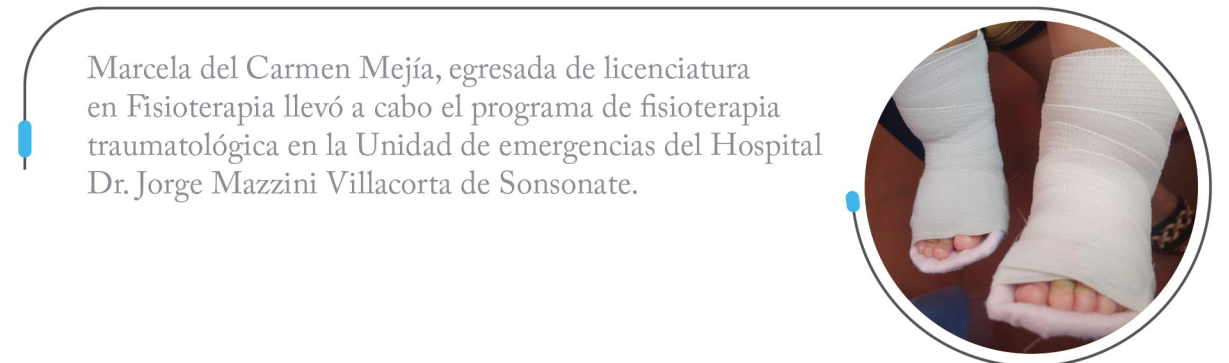 Marcela del Carmen Mejía, egresada de licenciatura
en Fisioterapia llevó a cabo el programa de fisioterapia
traumatológica en la Unidad de emergencias del Hospital
Dr. Jorge Mazzini Villacorta de Sonsonate.